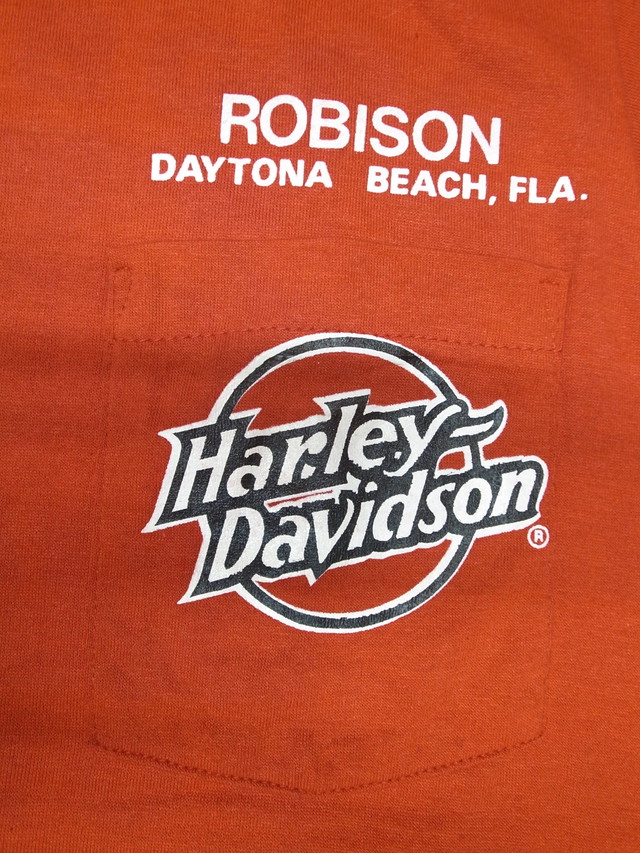 ROBISON
DAYTONA BEACH, FLA.
Harley-
Davidson
®